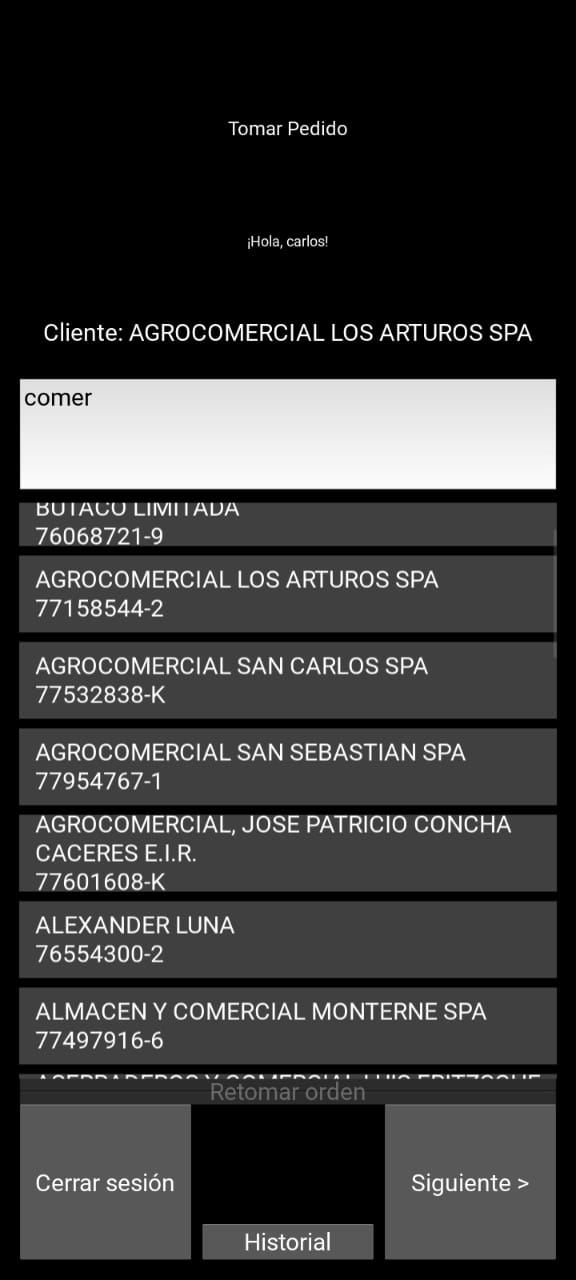 Tomar Pedido
¡Hola, carlos!
Cliente: AGROCOMERCIAL LOS ARTUROS SPA
comer
BUTACO LIMITADA
76068721-9
AGROCOMERCIAL LOS ARTUROS SPA
77158544-2
AGROCOMERCIAL SAN CARLOS SPA
77532838-K
AGROCOMERCIAL SAN SEBASTIAN SPA
77954767-1
AGROCOMERCIAL, JOSE PATRICIO CONCHA
CACERES E.I.R.
77601608-K
ALEXANDER LUNA
76554300-2
ALMACEN Y COMERCIAL MONTERNE SPA
77497916-6
Retomar orden
Cerrar sesión
Siguiente >
Historial